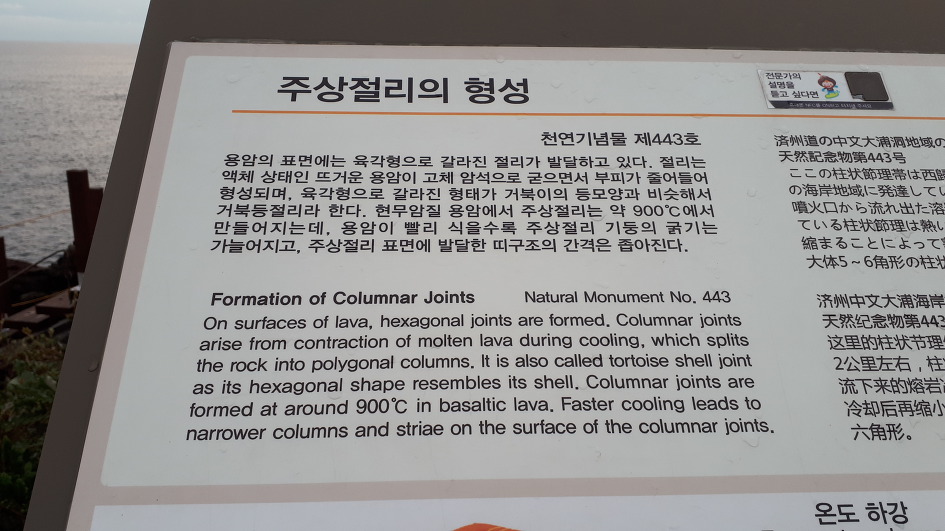 주상절리의 형성
전문가의
설명을
듣고 싶다면
천연기념물 제443호
용암의 표면에는 육각형으로 갈라진 절리가 발달하고 있다. 절리는
액체 상태인 뜨거운 용암이 고체 암석으로 굳으면서 부피가 줄어들어
형성되며, 육각형으로 갈라진 형태가 거북이의 등모양과 비슷해서
거북등절리라 한다. 현무암질 용암에서 주상절리는 약 900℃에서
만들어지는데, 용암이 빨리 식을수록 주상절리 기둥의 굵기는
가늘어지고, 주상절리 표면에 발달한 띠구조의 간격은 좁아진다.
Formation of Columnar Joints Natural Monument No. 443
On surfaces of lava, hexagonal joints are formed. Columnar joints
arise from contraction of molten lava during cooling, which splits
the rock into polygonal columns. It is also called tortoise shell joint
as its hexagonal shape resembles its shell. Columnar joints are
formed at around 900℃ in basaltic lava. Faster cooling leads to
narrower columns and striae on the surface of the columnar joints.
済州道の中文大浦洞地域の
天然記念物第443号
ここの柱状節理帯は西
の海岸地域に発達してい
噴火口から流れ出た溶
ている柱状節理は熱い
縮まることによって
大体5～6角形の柱状
济州中文大浦海岸
天然纪念物第443
这里的柱状节理
2公里左右，柱
流下来的熔岩
冷却后再缩小
六角形。
온도 하강